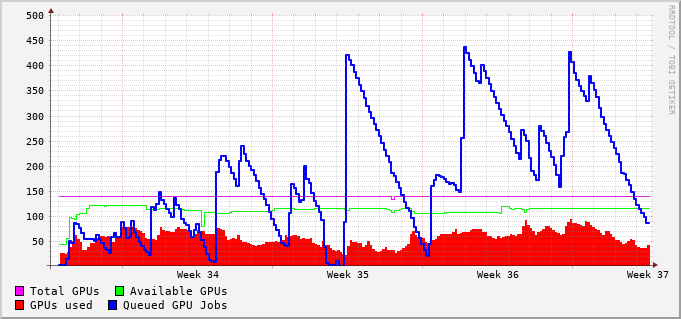 500
450
400
350
300
250
200
150
100
50
Week 34 Week 35 Week 36 Week 37
Total GPUs Available GPUs
GPUs used Queued GPU Jobs
RRDTOOL / TOBI OETIKER